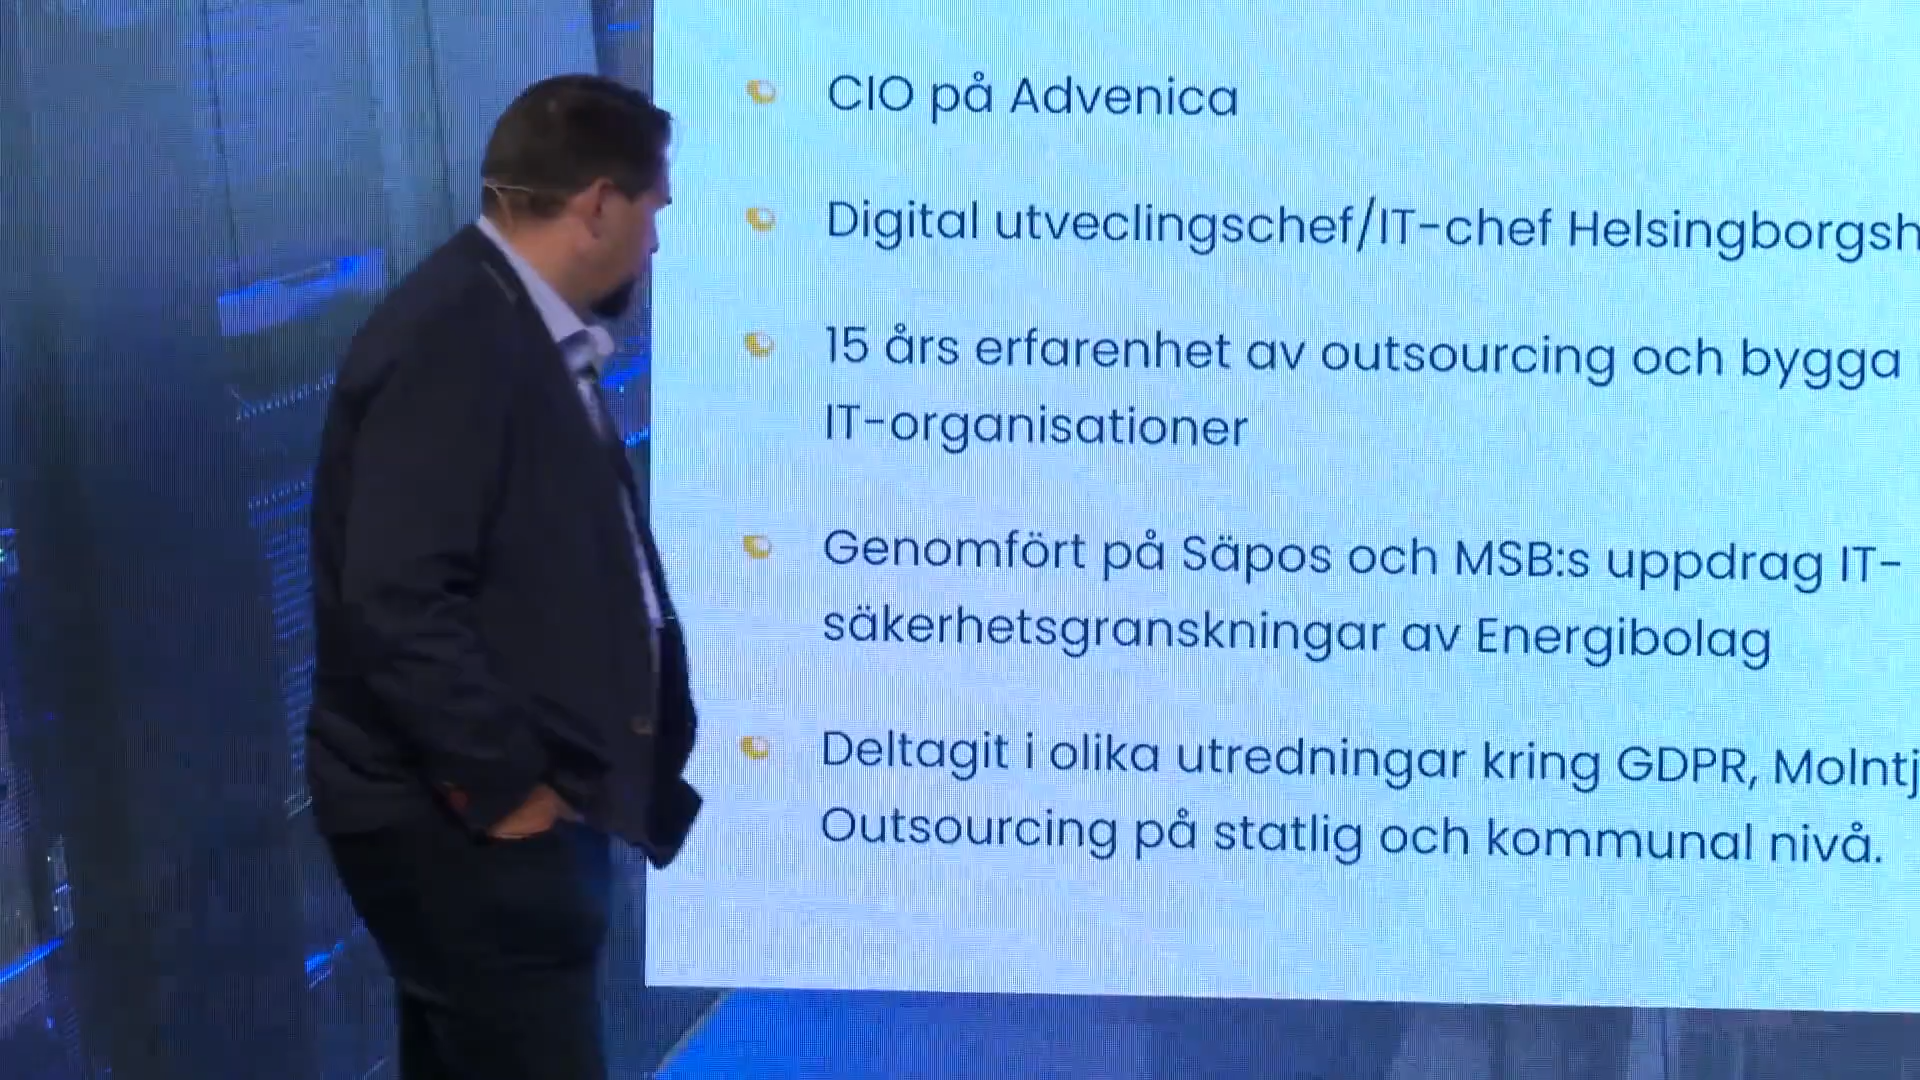 CIO på Advenica
Digital utveclingschef/IT-chef Helsingborgsh
15 års erfarenhet av outsourcing och bygga
IT-organisationer
Genomfört på Säpos och MSB:s uppdrag IT-
säkerhetsgranskningar av Energibolag
Deltagit i olika utredningar kring GDPR, Molntj
Outsourcing på statlig och kommunal nivå.